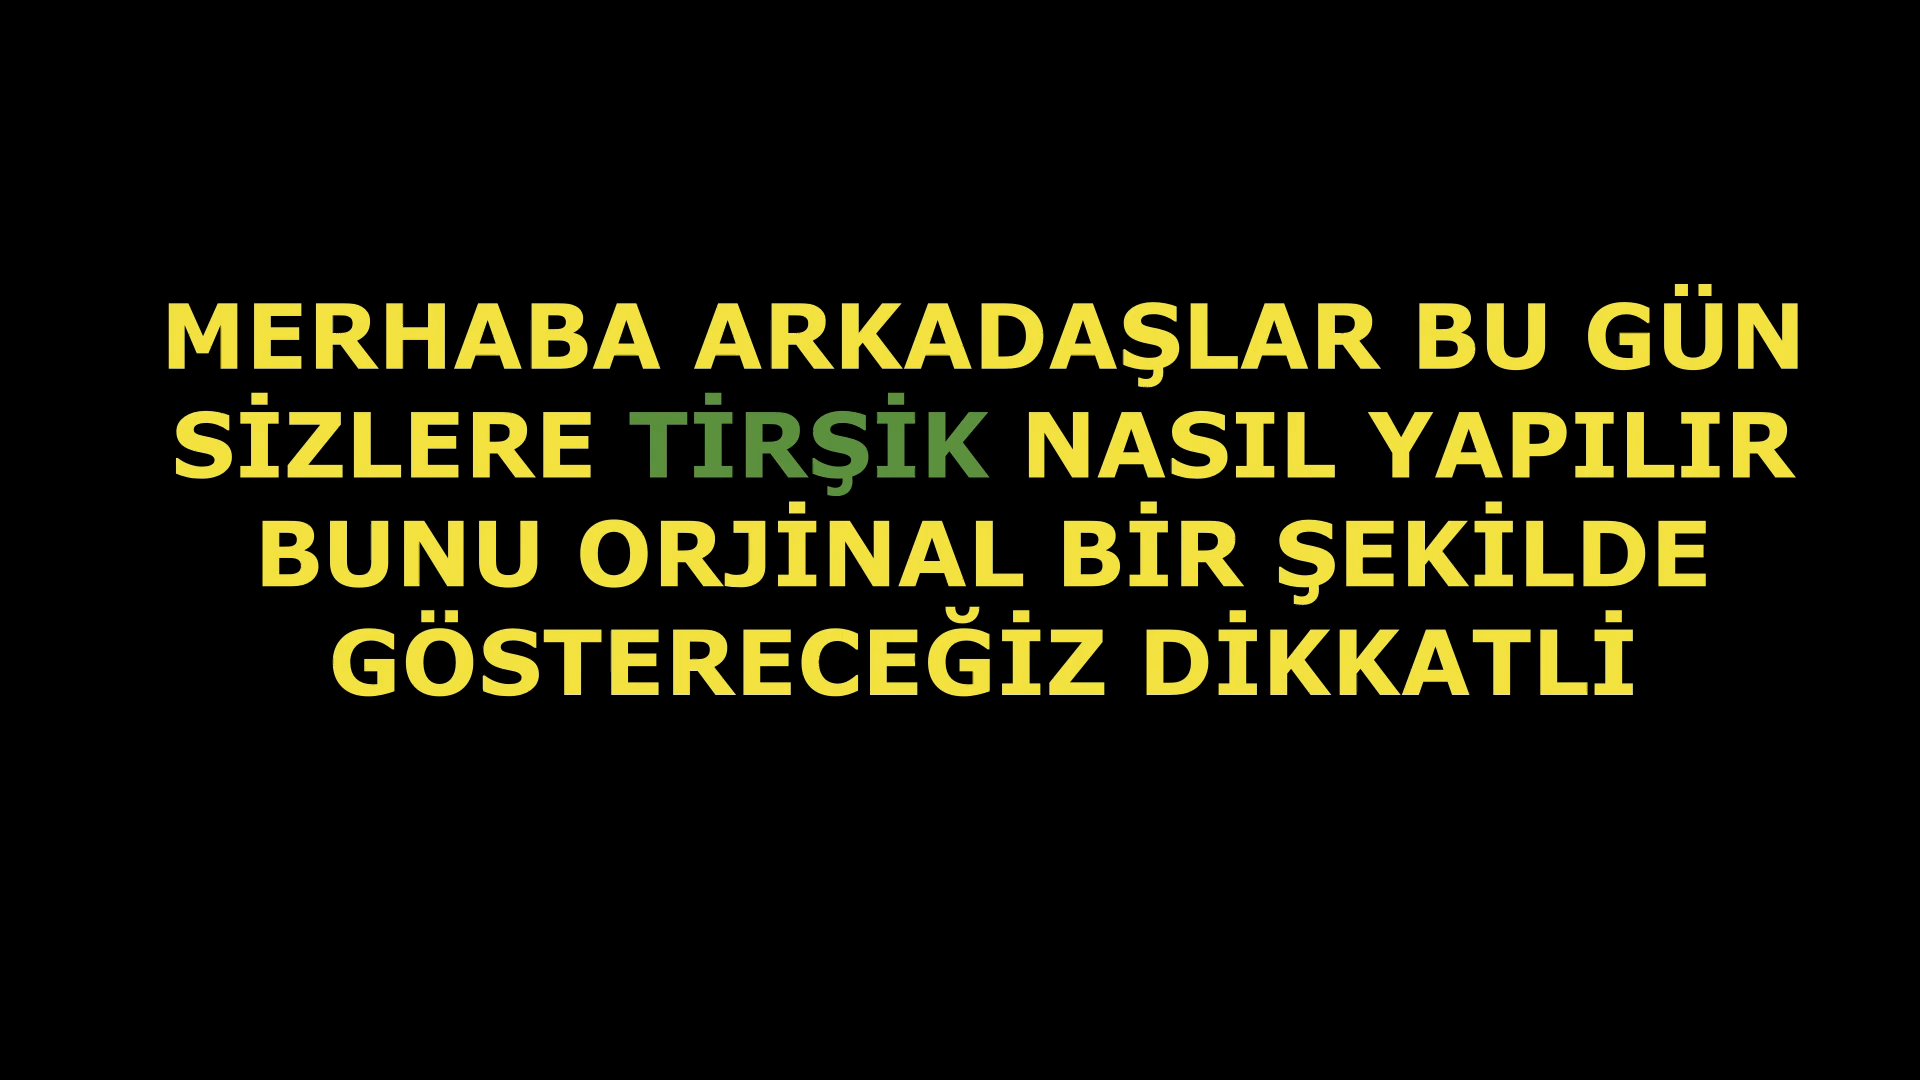 MERHABA ARKADAŞLAR BU GÜN
SİZLERE TİRŞİK NASIL YAPILIR
BUNU ORJİNAL BİR ŞEKİLDE
GÖSTERECEĞİZ DİKKATLİ